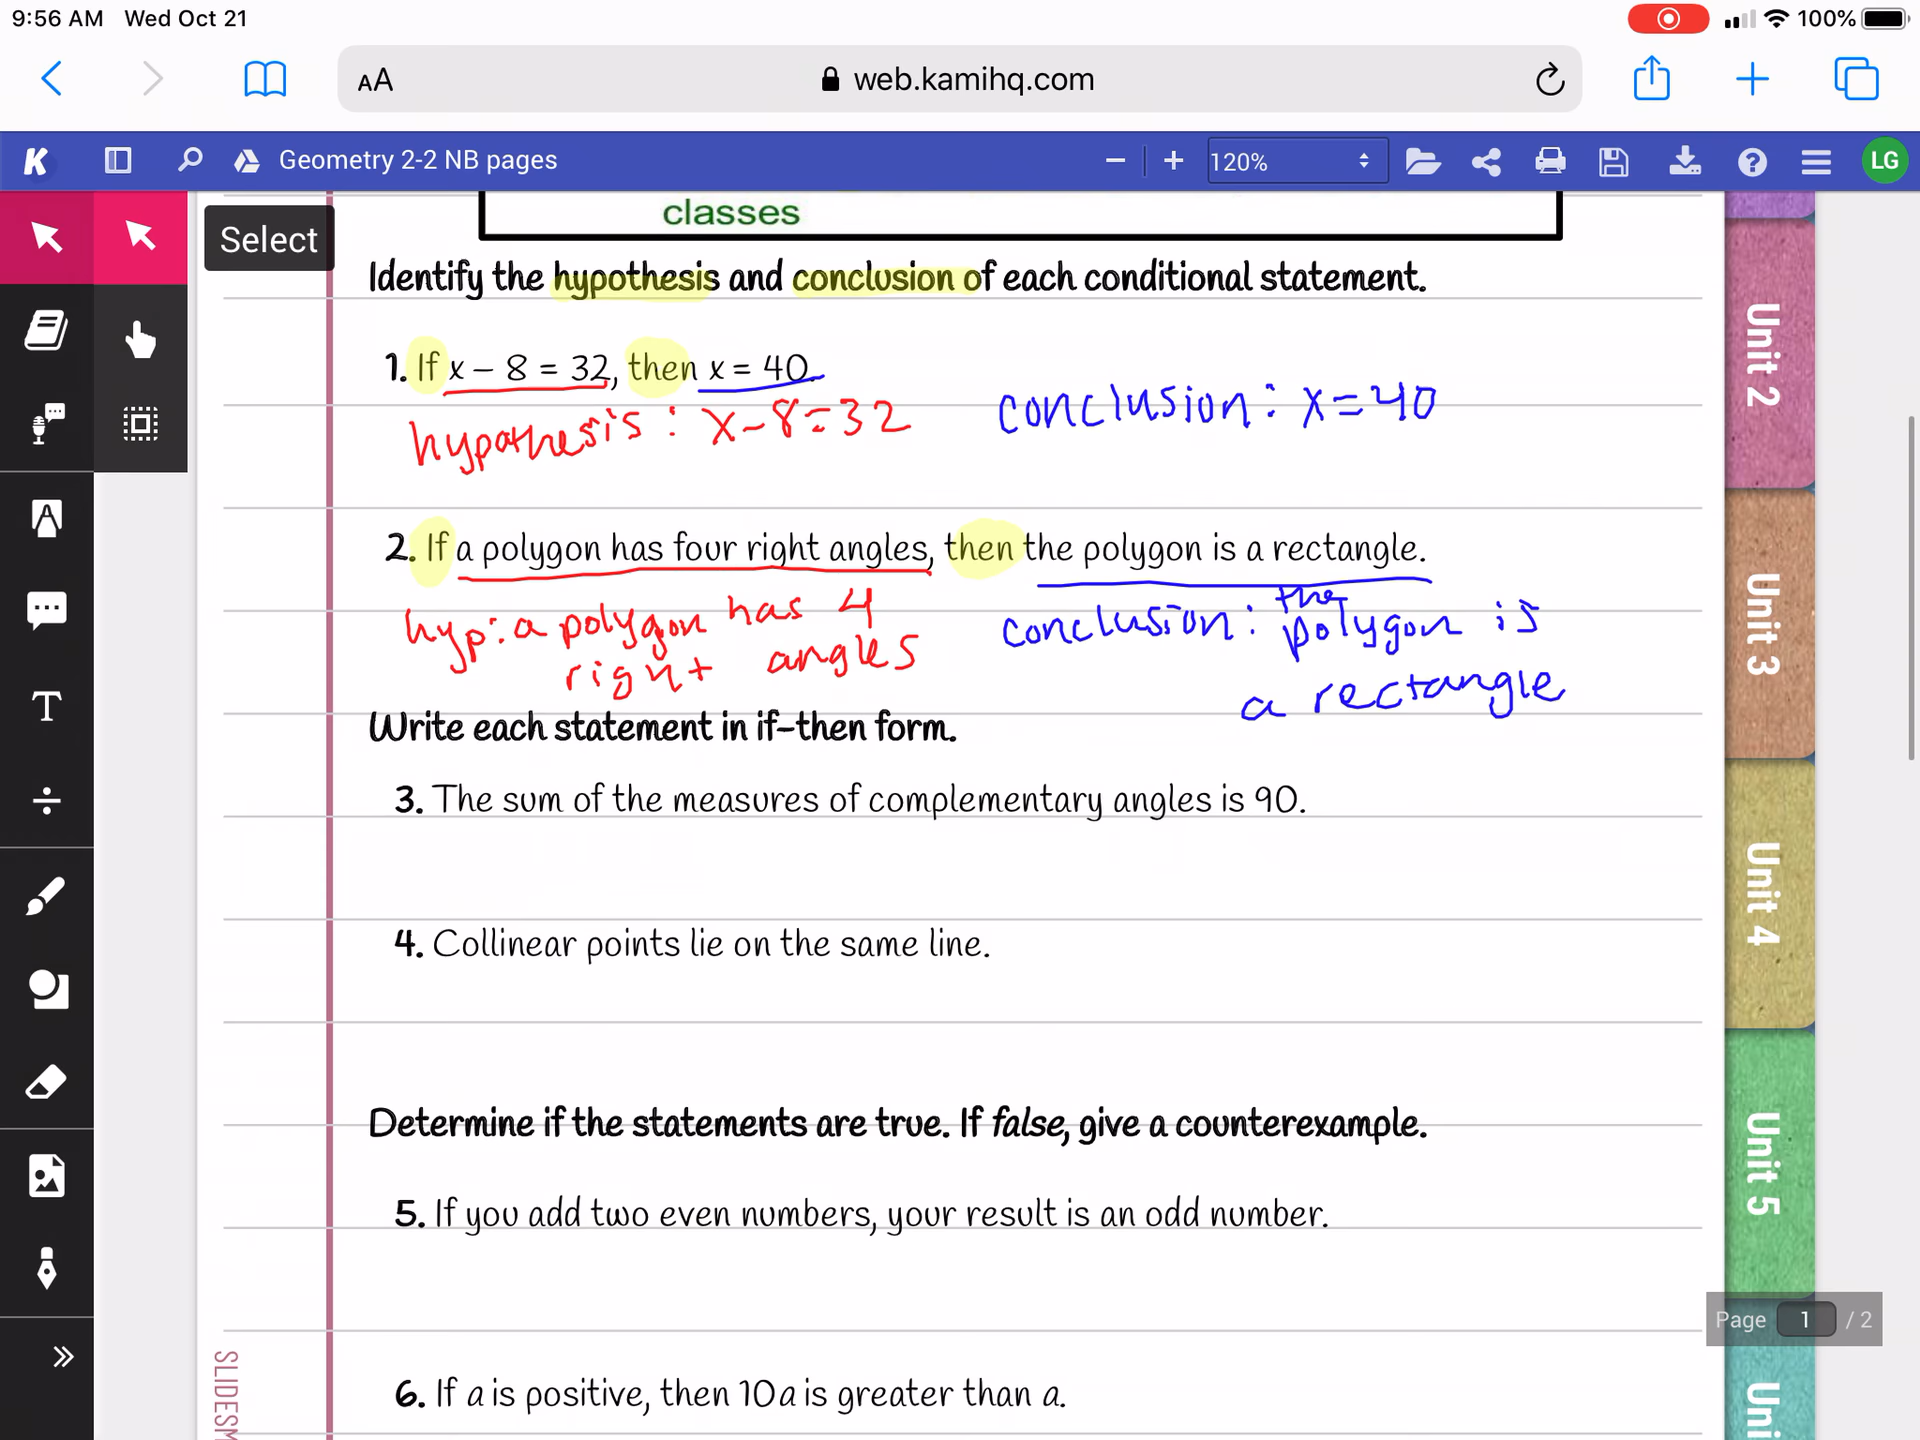 9:56 AM Wed Oct 21
100%
AA
web.kamihq.com
K
Geometry 2-2 NB pages
120%
LG
Select
classes
Identify the hypothesis and conclusion of each conditional statement.
1. If x – 8 = 32, then x = 40.
hypothesis : x-8=32
conclusion : x=40
2. If a polygon has four right angles, then the polygon is a rectangle.
hyp: a polygon has 4
right angles
conclusion: the polygon is
a rectangle
Write each statement in if-then form.
3. The sum of the measures of complementary angles is 90.
4. Collinear points lie on the same line.
Determine if the statements are true. If false, give a counterexample.
5. If you add two even numbers, your result is an odd number.
6. If a is positive, then 10a is greater than a.
Unit 2
Unit 3
Unit 4
Unit 5
Uni
Page 1 / 2
SLIDESM
T